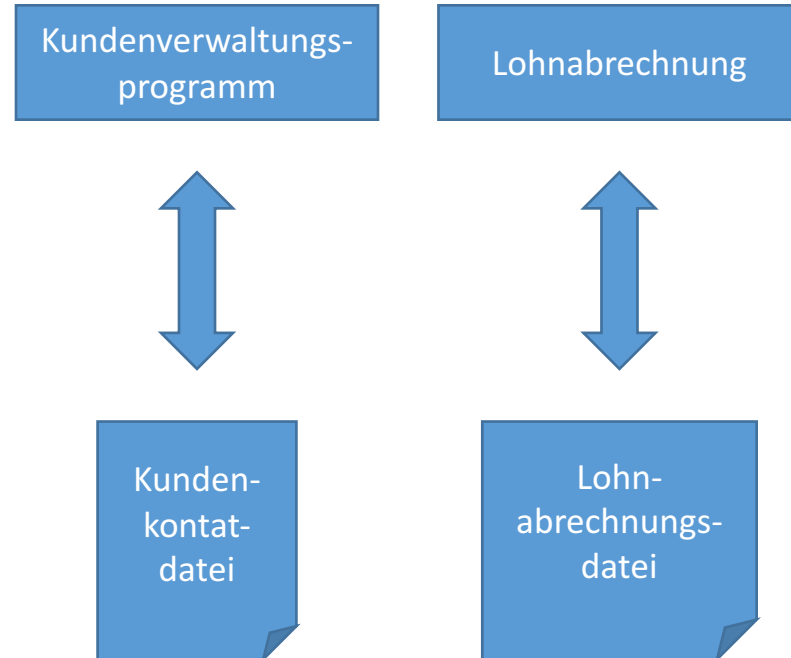 Kundenverwaltungs-
programm
Lohnabrechnung
Kunden-
kontat-
datei
Lohn-
abrechnungs-
datei